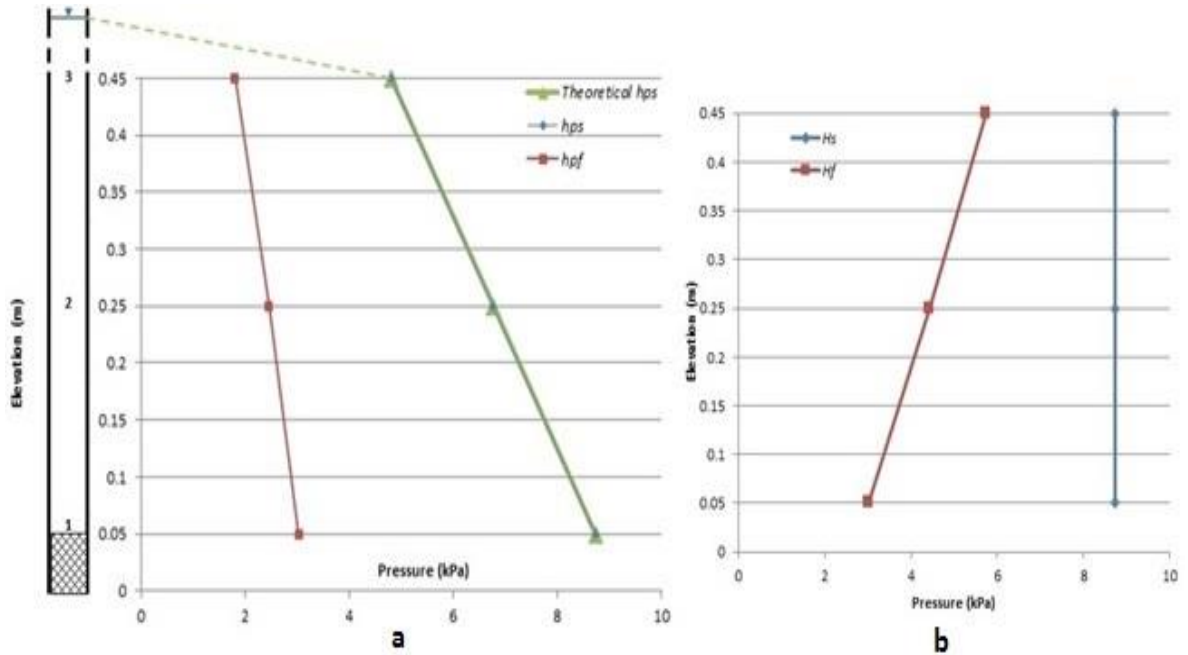 3
2
1
Elevation (m)
0.45
0.4
0.35
0.3
0.25
0.2
0.15
0.1
0.05
0
0 2 4 6 8 10
Pressure (kPa)
Theoretical hps
hps
hpf
a
Elevation (m)
0.45
0.4
0.35
0.3
0.25
0.2
0.15
0.1
0.05
0
0 2 4 6 8 10
Pressure (kPa)
Hs
Hf
b